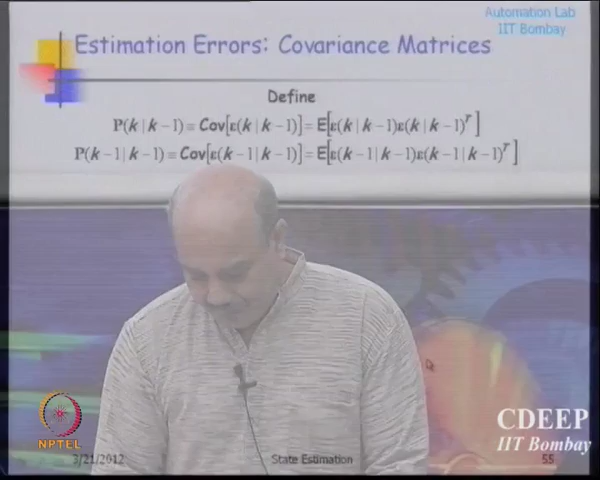 Automation Lab
IIT Bombay
Estimation Errors: Covariance Matrices
Define
P(k | k − 1) ≡ Cov[ε(k | k − 1)] = E[ε(k | k − 1)ε(k | k − 1)ᵀ]
P(k − 1 | k − 1) ≡ Cov[ε(k − 1 | k − 1)] = E[ε(k − 1 | k − 1)ε(k − 1 | k − 1)ᵀ]
NPTEL
CDEEP
IIT Bombay
3/21/2012
State Estimation
55